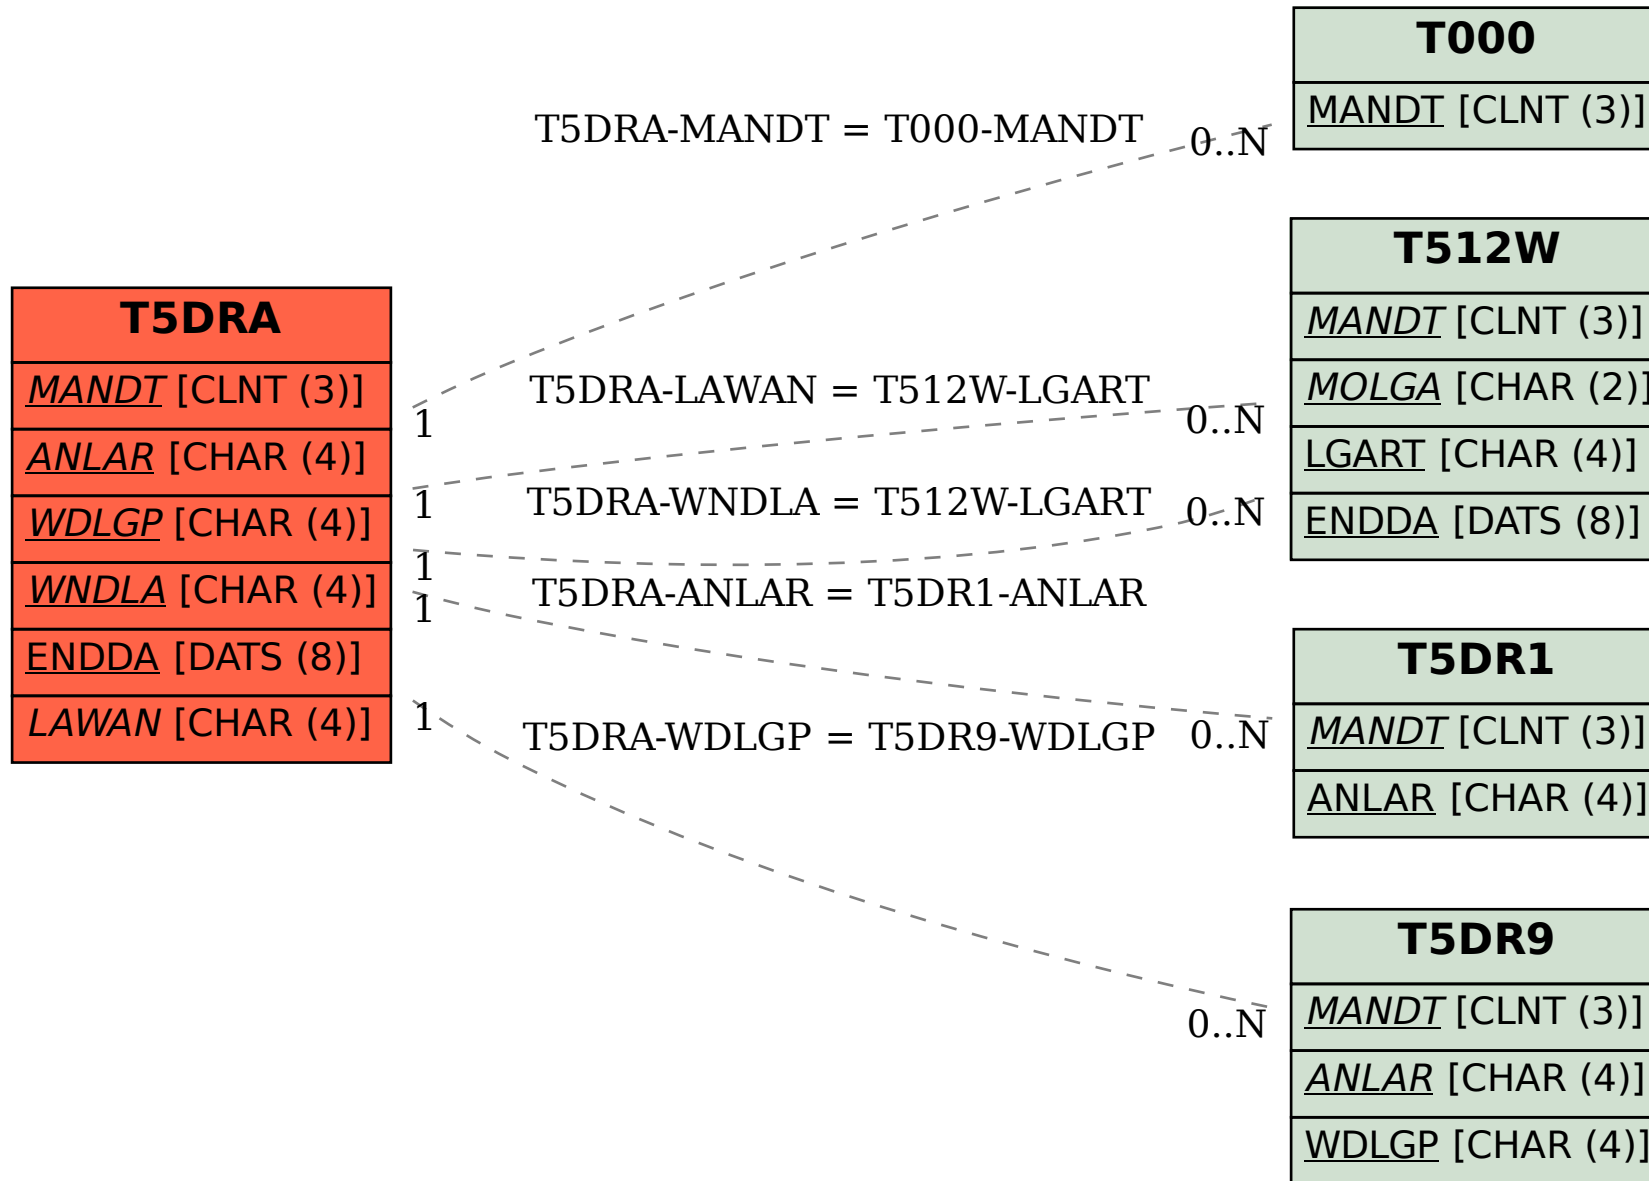 T000
MANDT [CLNT (3)]
T5DRA-MANDT = T000-MANDT
0..N
T512W
MANDT [CLNT (3)]
MOLGA [CHAR (2)]
LGART [CHAR (4)]
ENDDA [DATS (8)]
T5DRA
MANDT [CLNT (3)]
ANLAR [CHAR (4)]
WDLGP [CHAR (4)]
WNDLA [CHAR (4)]
ENDDA [DATS (8)]
LAWAN [CHAR (4)]
1
T5DRA-LAWAN = T512W-LGART
0..N
1
T5DRA-WNDLA = T512W-LGART
0..N
1
T5DRA-ANLAR = T5DR1-ANLAR
1
0..N
T5DR1
MANDT [CLNT (3)]
ANLAR [CHAR (4)]
1
T5DRA-WDLGP = T5DR9-WDLGP
0..N
T5DR9
MANDT [CLNT (3)]
ANLAR [CHAR (4)]
WDLGP [CHAR (4)]